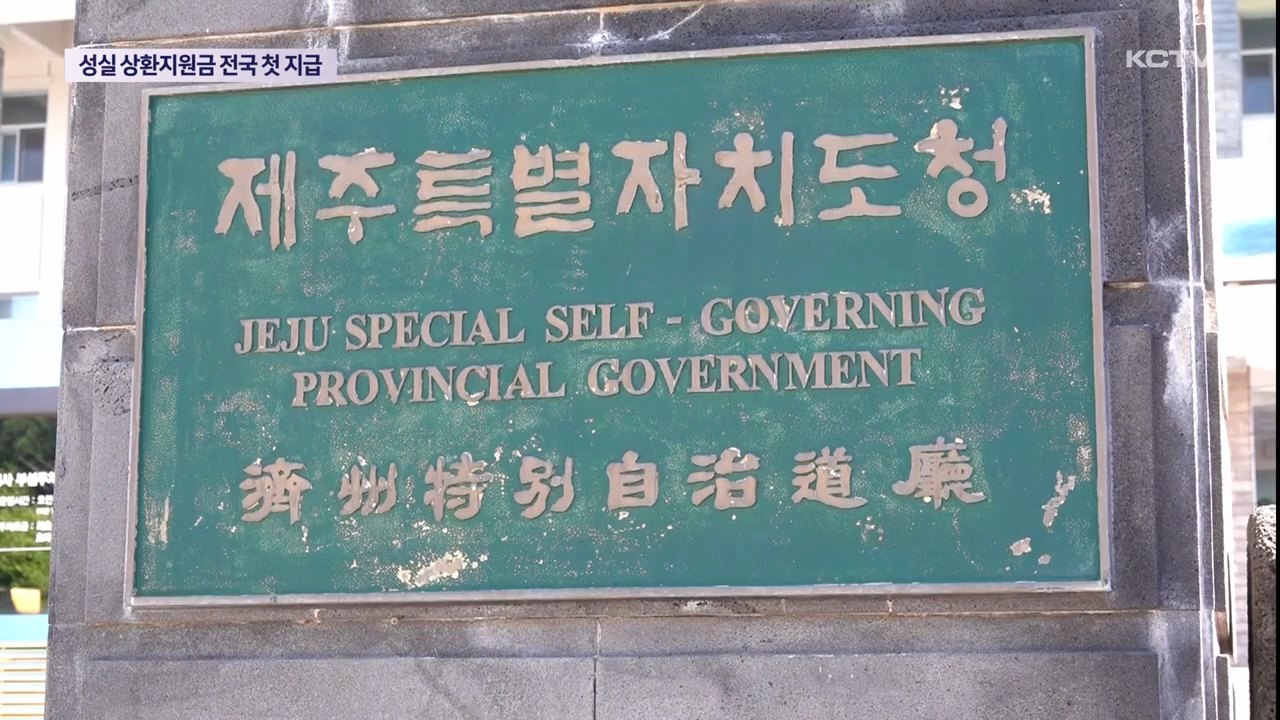 성실 상환지원금 전국 첫 지급
KCTV
제주특별자치도청
JEJU SPECIAL SELF - GOVERNING
PROVINCIAL GOVERNMENT
濟州特別自治道廳